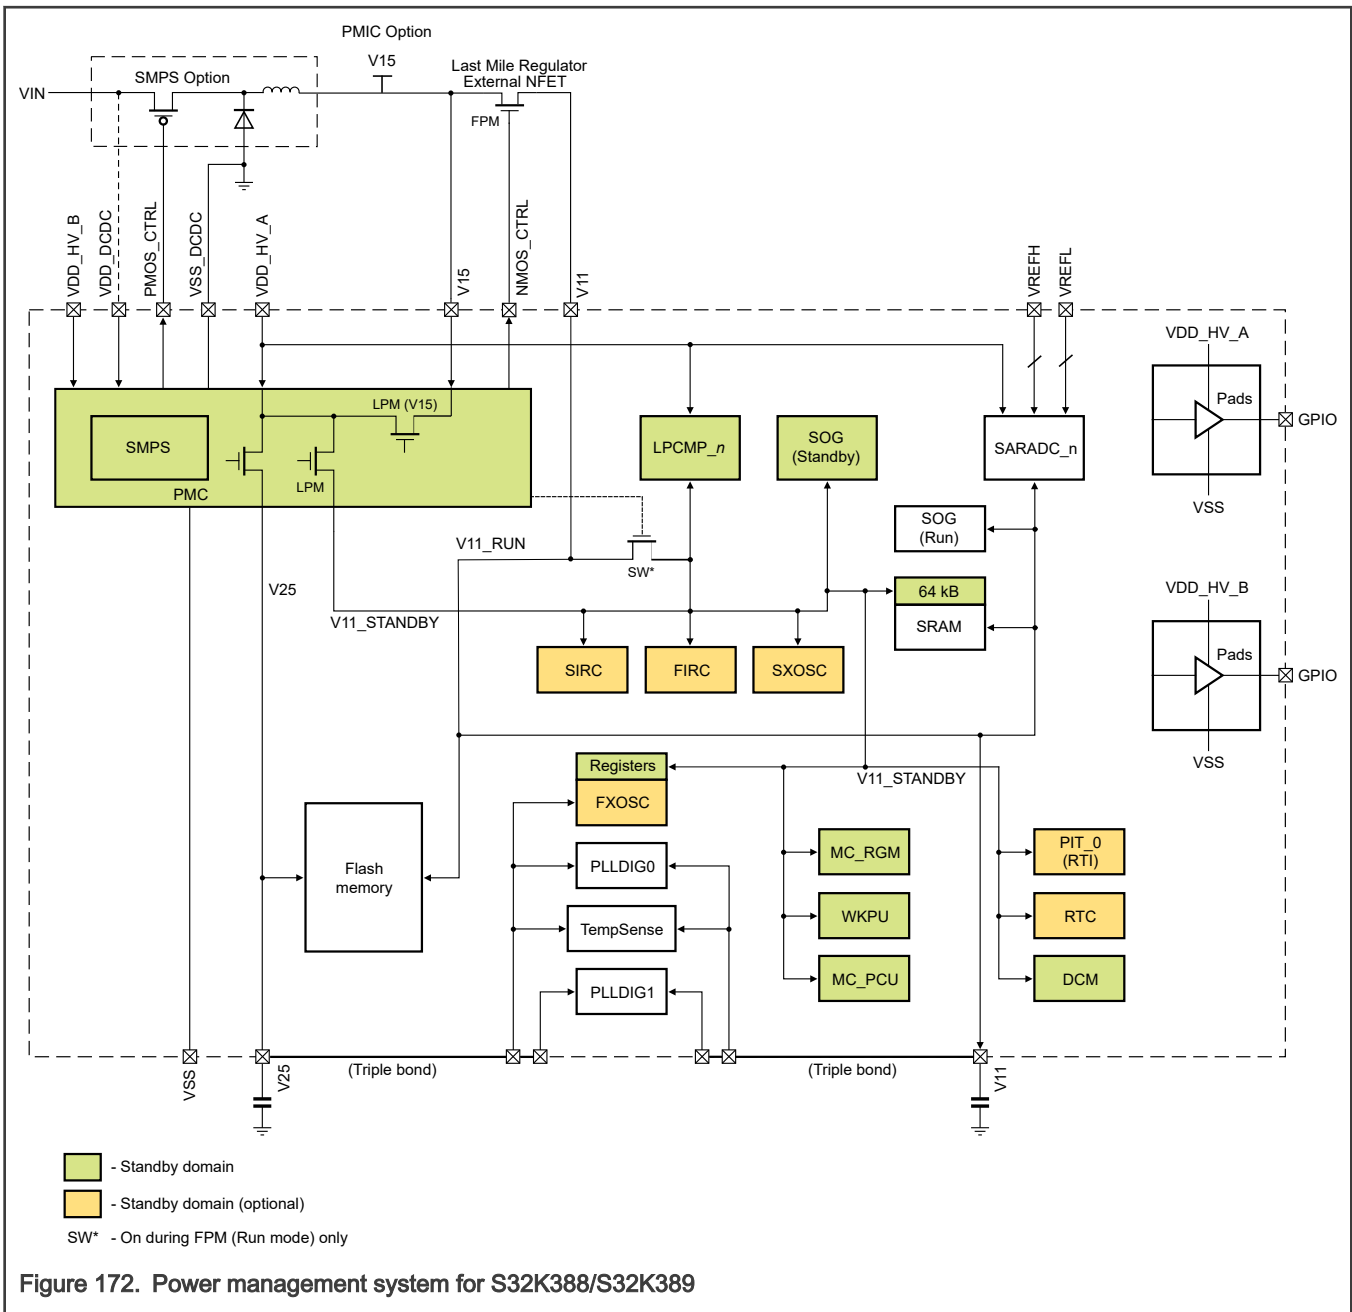 PMIC Option
V15
SMPS Option
Last Mile Regulator
External NFET
VIN
FPM
VDD_HV_B
VDD_DCDC
PMOS_CTRL
VSS_DCDC
VDD_HV_A
V15
NMOS_CTRL
V11
VREFH
VREFL
VDD_HV_A
Pads
GPIO
VSS
LPM (V15)
SMPS
LPM
PMC
LPCMP_n
SOG
(Standby)
SARADC_n
SOG
(Run)
V11_RUN
SW*
V25
V11_STANDBY
64 kB
SRAM
VDD_HV_B
Pads
GPIO
VSS
SIRC
FIRC
SXOSC
Registers
FXOSC
V11_STANDBY
Flash
memory
PLLDIG0
TempSense
PLLDIG1
MC_RGM
WKPU
MC_PCU
PIT_0
(RTI)
RTC
DCM
VSS
V25
(Triple bond)
(Triple bond)
V11
- Standby domain
- Standby domain (optional)
SW* - On during FPM (Run mode) only
Figure 172. Power management system for S32K388/S32K389